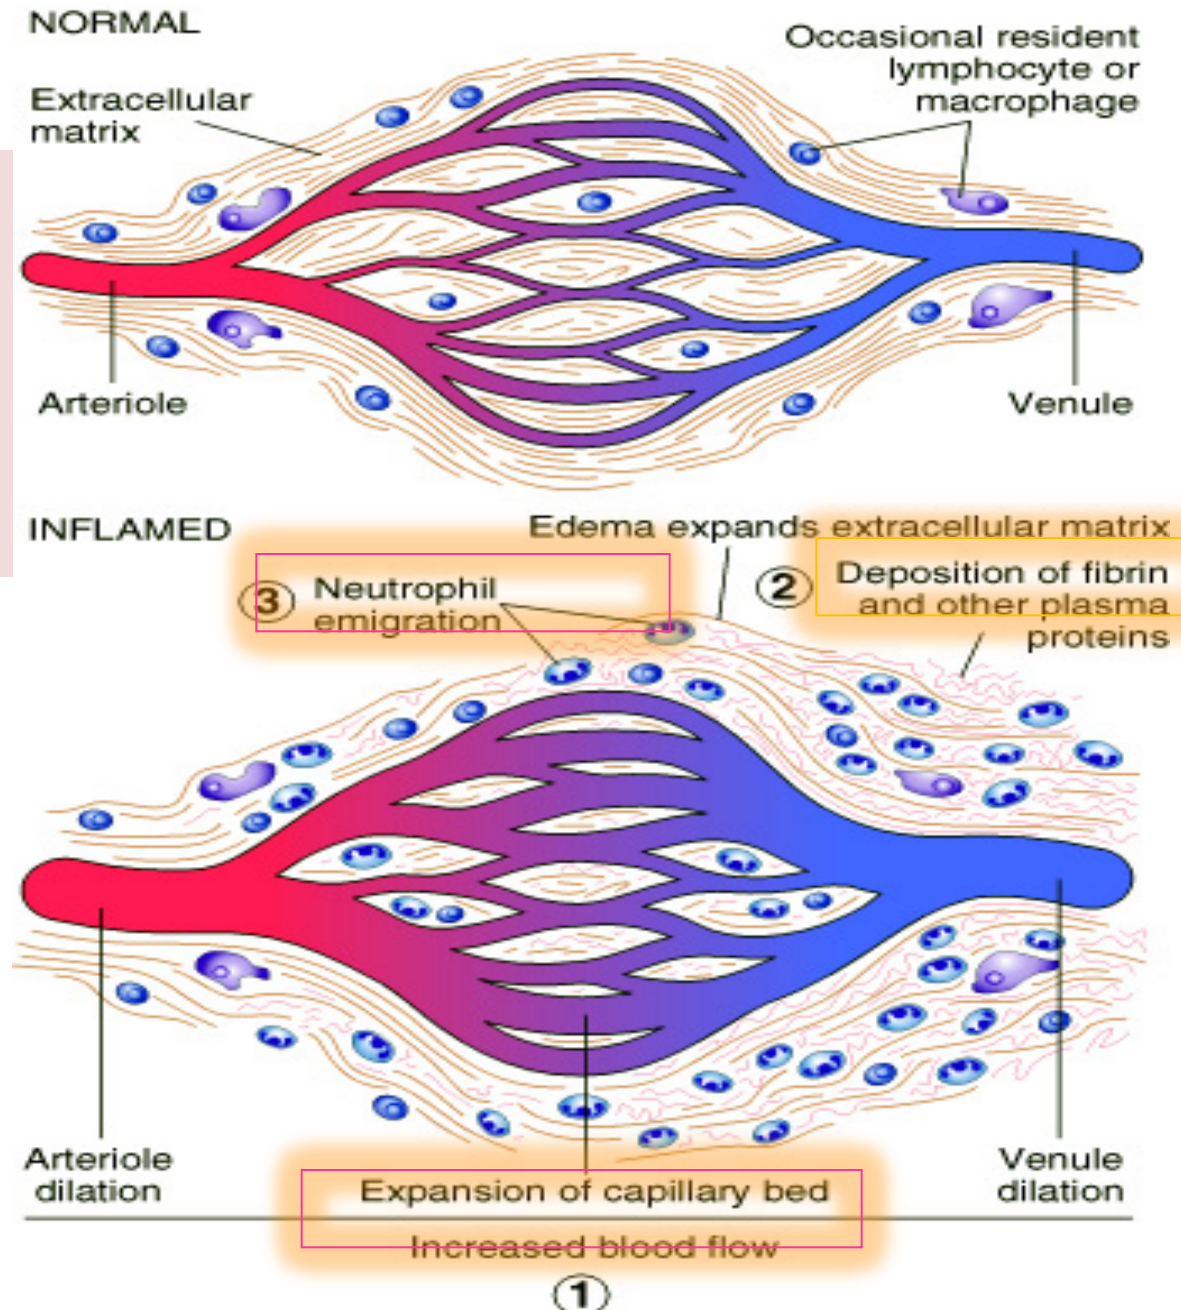 NORMAL
Occasional resident
lymphocyte or
macrophage
Extracellular
matrix
Arteriole
Venule
INFLAMED
Edema expands extracellular matrix
③ Neutrophil
emigration
② Deposition of fibrin
and other plasma
proteins
Arteriole
dilation
Expansion of capillary bed
Venule
dilation
Increased blood flow
①